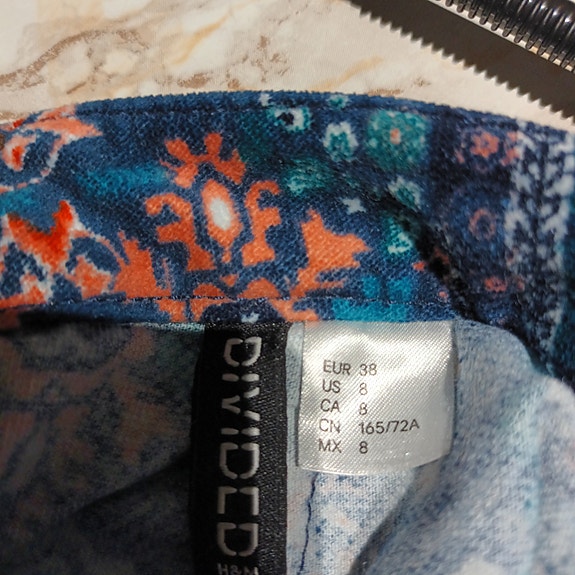 DIVIDED
H&M
EUR 38
US 8
CA 8
CN 165/72A
MX 8